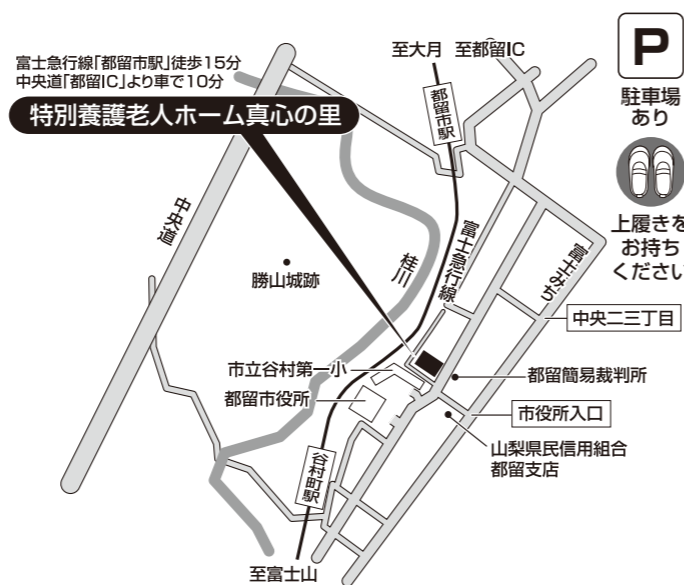 富士急行線「都留市駅」徒歩15分
中央道「都留IC」より車で10分
特別養護老人ホーム真心の里
至大月 至都留IC
都留市駅
P
駐車場
あり
上履きを
お持ち
ください
中央道
勝山城跡
桂川
富士急行線
富士みち
中央二三丁目
市立谷村第一小
都留市役所
都留簡易裁判所
市役所入口
山梨県民信用組合
都留支店
谷村町駅
至富士山